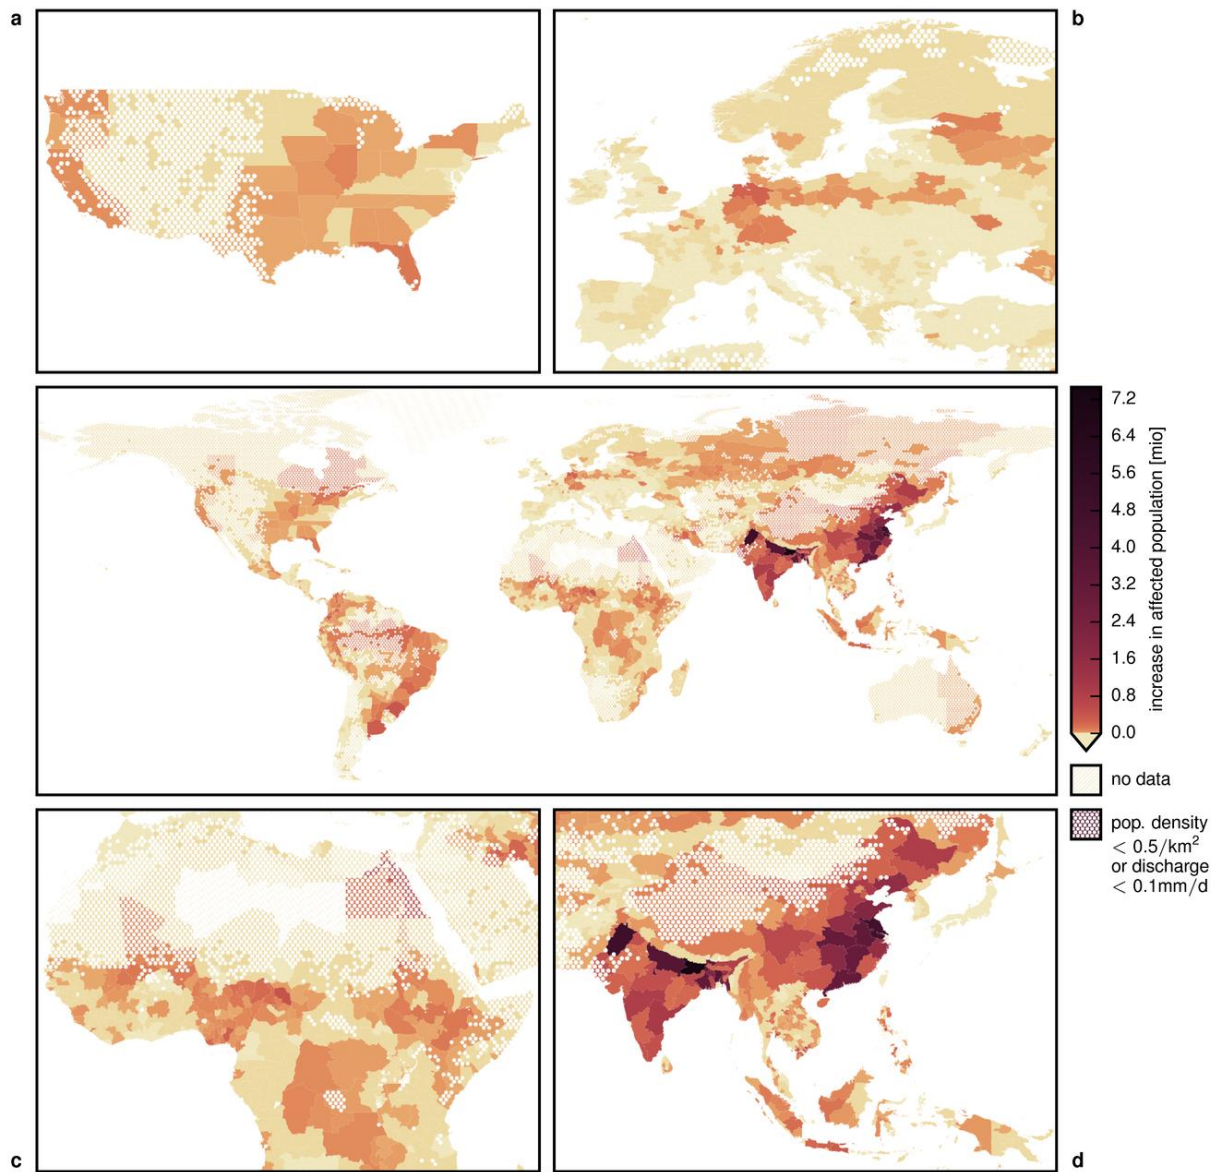 a
b
7.2
6.4
5.6
4.8
4.0
3.2
2.4
1.6
0.8
0.0
increase in affected population [mio]
no data
pop. density
< 0.5/km²
or discharge
< 0.1mm/d
c
d